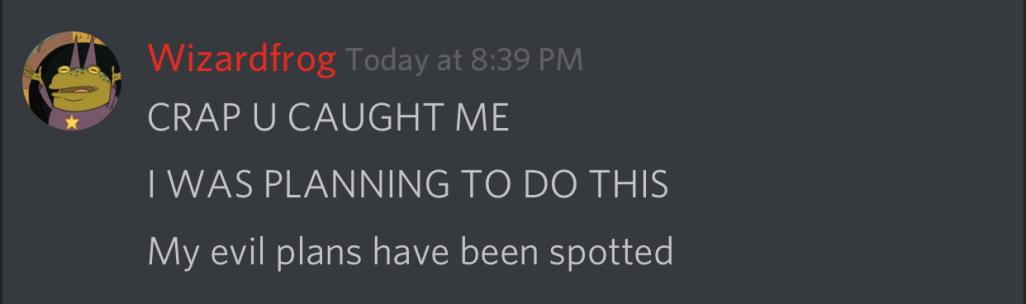 Wizardfrog Today at 8:39 PM
CRAP U CAUGHT ME
I WAS PLANNING TO DO THIS
My evil plans have been spotted